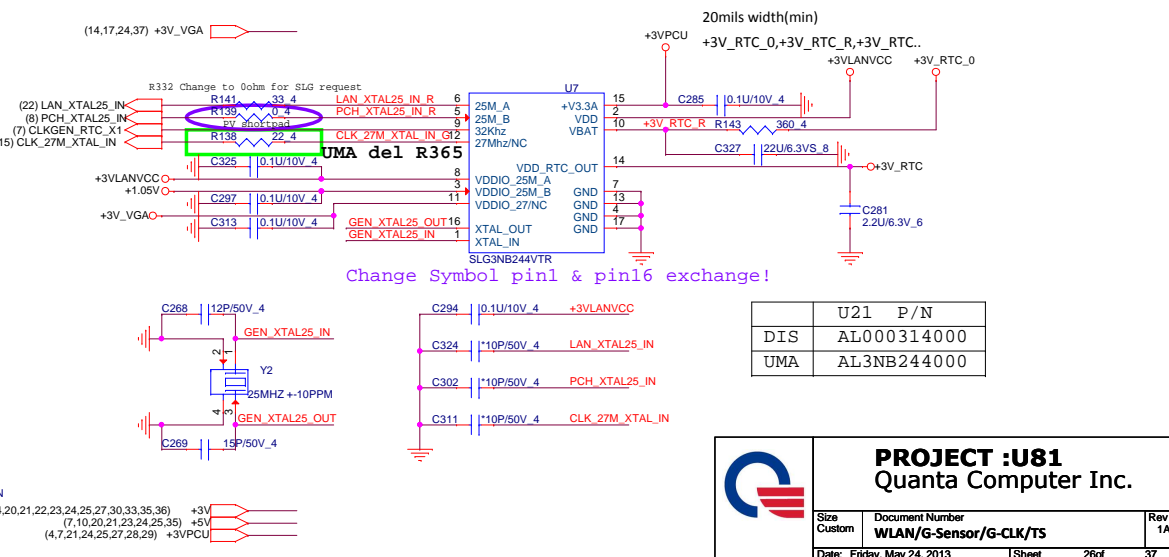 (14,17,24,37) +3V_VGA
20mils width(min)
+3V_RTC_0,+3V_RTC_R,+3V_RTC..
+3VPCU
+3VLANVCC
+3V_RTC_0
R332 Change to 0ohm for SLG request
U7
(22) LAN_XTAL25_IN
R141 33_4
LAN_XTAL25_IN_R
6
25M_A
+V3.3A
15
C285
0.1U/10V_4
(8) PCH_XTAL25_IN
R139 0_4
PCH_XTAL25_IN_R
5
25M_B
VDD
2
(7) CLKGEN_RTC_X1
PV shortpad
9
32Khz
VBAT
10
+3V_RTC_R
R143 360_4
15) CLK_27M_XTAL_IN
R138 22_4
CLK_27M_XTAL_IN_G
12
27Mhz/NC
UMA del R365
C327
22U/6.3VS_8
C325
0.1U/10V_4
VDD_RTC_OUT
14
+3V_RTC
+3VLANVCC
8
VDDIO_25M_A
GND
7
+1.05V
3
VDDIO_25M_B
GND
13
C297
0.1U/10V_4
11
VDDIO_27/NC
GND
4
+3V_VGA
C313
0.1U/10V_4
GND
17
C281
2.2U/6.3V_6
GEN_XTAL25_OUT
16
XTAL_OUT
GEN_XTAL25_IN
1
XTAL_IN
SLG3NB244VTR
Change Symbol pin1 & pin16 exchange!
C268
12P/50V_4
GEN_XTAL25_IN
2
1
Y2
25MHZ +-10PPM
4
3
GEN_XTAL25_OUT
C269
15P/50V_4
C294
0.1U/10V_4
+3VLANVCC
C324
*10P/50V_4
LAN_XTAL25_IN
C302
*10P/50V_4
PCH_XTAL25_IN
C311
*10P/50V_4
CLK_27M_XTAL_IN
U21 P/N
DIS AL000314000
UMA AL3NB244000
N
,20,21,22,23,24,25,27,30,33,35,36) +3V
(7,10,20,21,23,24,25,35) +5V
(4,7,21,24,25,27,28,29) +3VPCU
PROJECT :U81
Quanta Computer Inc.
Size
Custom
Document Number
WLAN/G-Sensor/G-CLK/TS
Rev
1A
Date: Friday, May 24, 2013
Sheet
26of
37